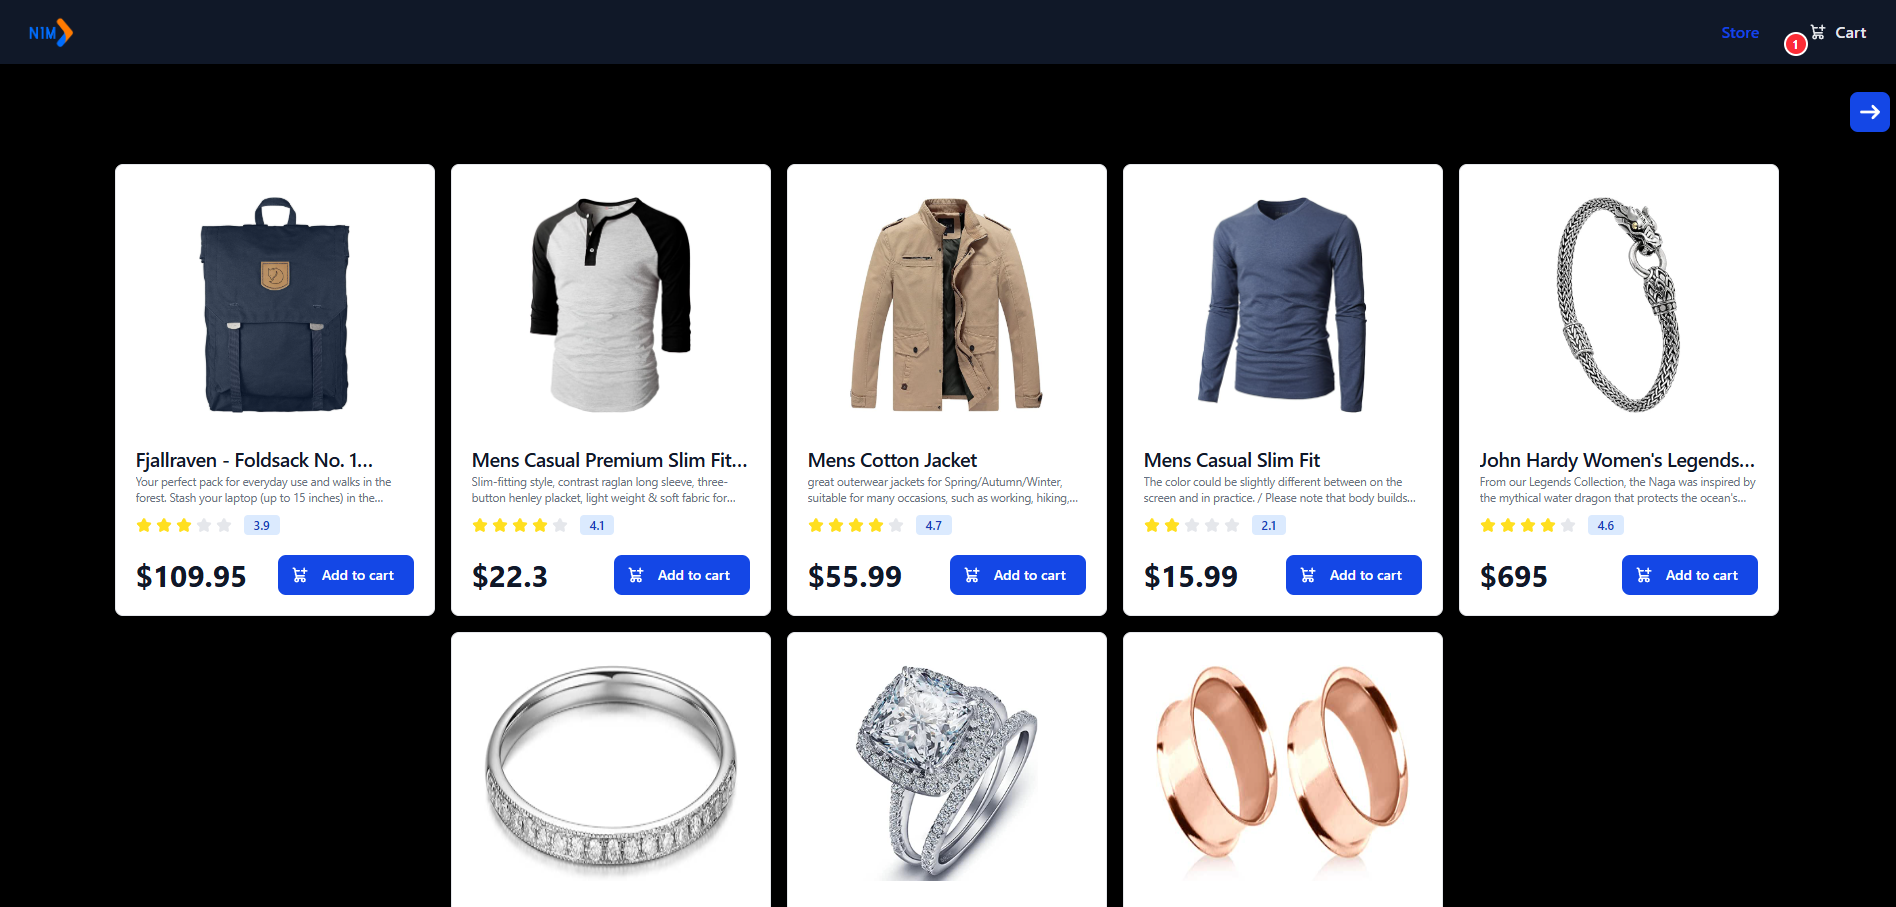 N1M
Store
1
Cart
Fjallraven - Foldsack No. 1...
Your perfect pack for everyday use and walks in the
forest. Stash your laptop (up to 15 inches) in the...
3.9
$109.95
Add to cart
Mens Casual Premium Slim Fit...
Slim-fitting style, contrast raglan long sleeve, three-
button henley placket, light weight & soft fabric for...
4.1
$22.3
Add to cart
Mens Cotton Jacket
great outerwear jackets for Spring/Autumn/Winter,
suitable for many occasions, such as working, hiking,...
4.7
$55.99
Add to cart
Mens Casual Slim Fit
The color could be slightly different between on the
screen and in practice. / Please note that body builds...
2.1
$15.99
Add to cart
John Hardy Women's Legends...
From our Legends Collection, the Naga was inspired by
the mythical water dragon that protects the ocean's...
4.6
$695
Add to cart